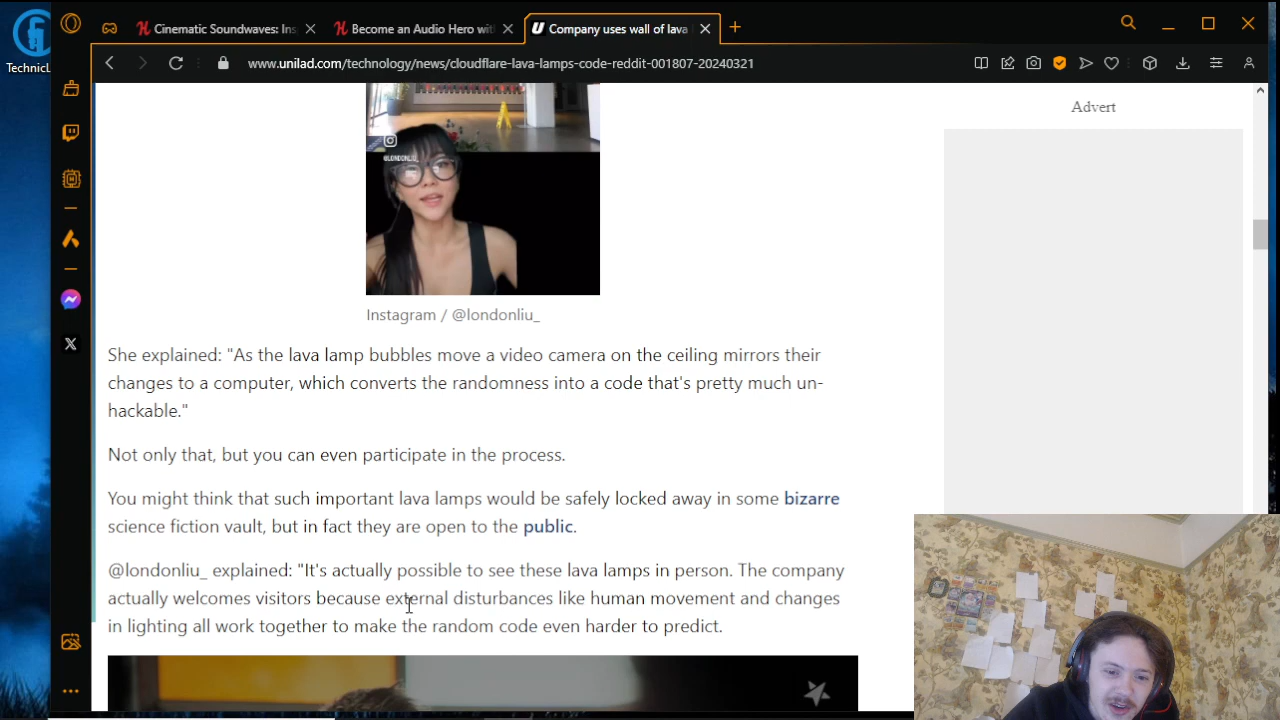 TechnicL
Cinematic Soundwaves: Ins
Become an Audio Hero wit
Company uses wall of lava
www.unilad.com/technology/news/cloudflare-lava-lamps-code-reddit-001807-20240321
Advert
@LONDONLIU_
Instagram / @londonliu_
She explained: "As the lava lamp bubbles move a video camera on the ceiling mirrors their
changes to a computer, which converts the randomness into a code that's pretty much un-
hackable."
Not only that, but you can even participate in the process.
You might think that such important lava lamps would be safely locked away in some bizarre
science fiction vault, but in fact they are open to the public.
@londonliu_ explained: "It's actually possible to see these lava lamps in person. The company
actually welcomes visitors because external disturbances like human movement and changes
in lighting all work together to make the random code even harder to predict.